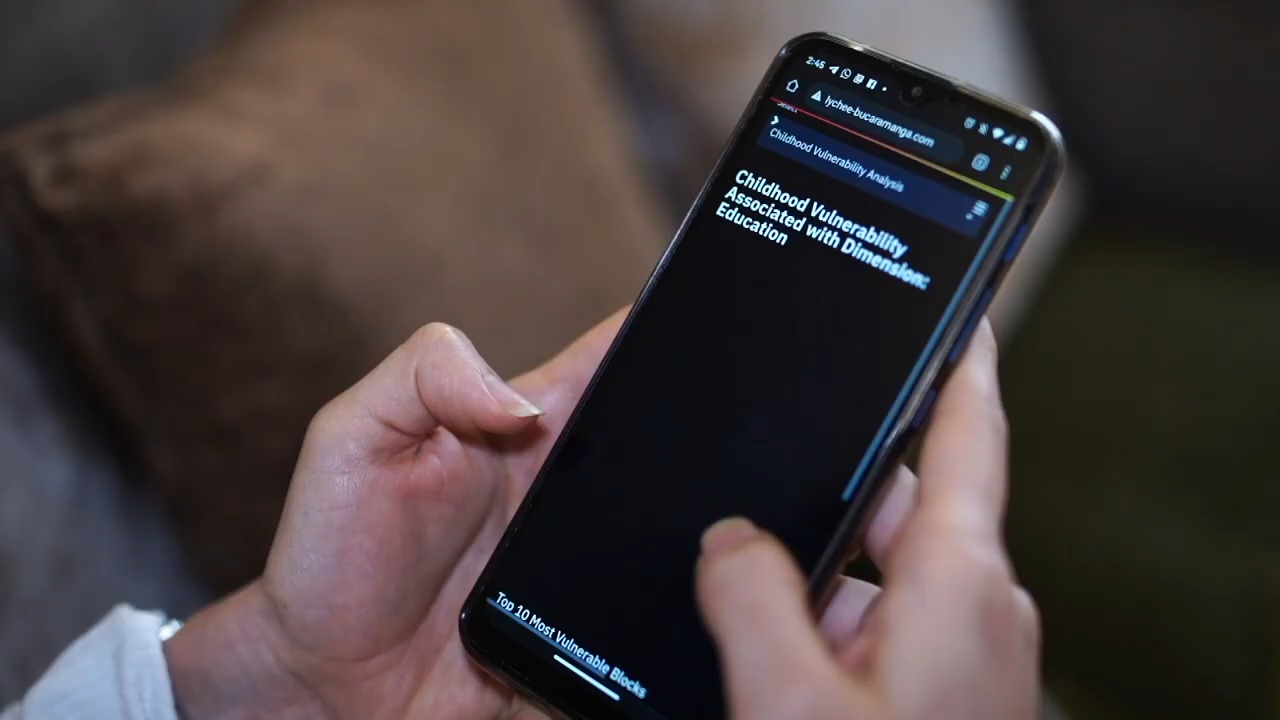 2:45
lychee-bucaramanga.com
Select
Childhood Vulnerability Analysis
Childhood Vulnerability
Associated with Dimension:
Education
Top 10 Most Vulnerable Blocks